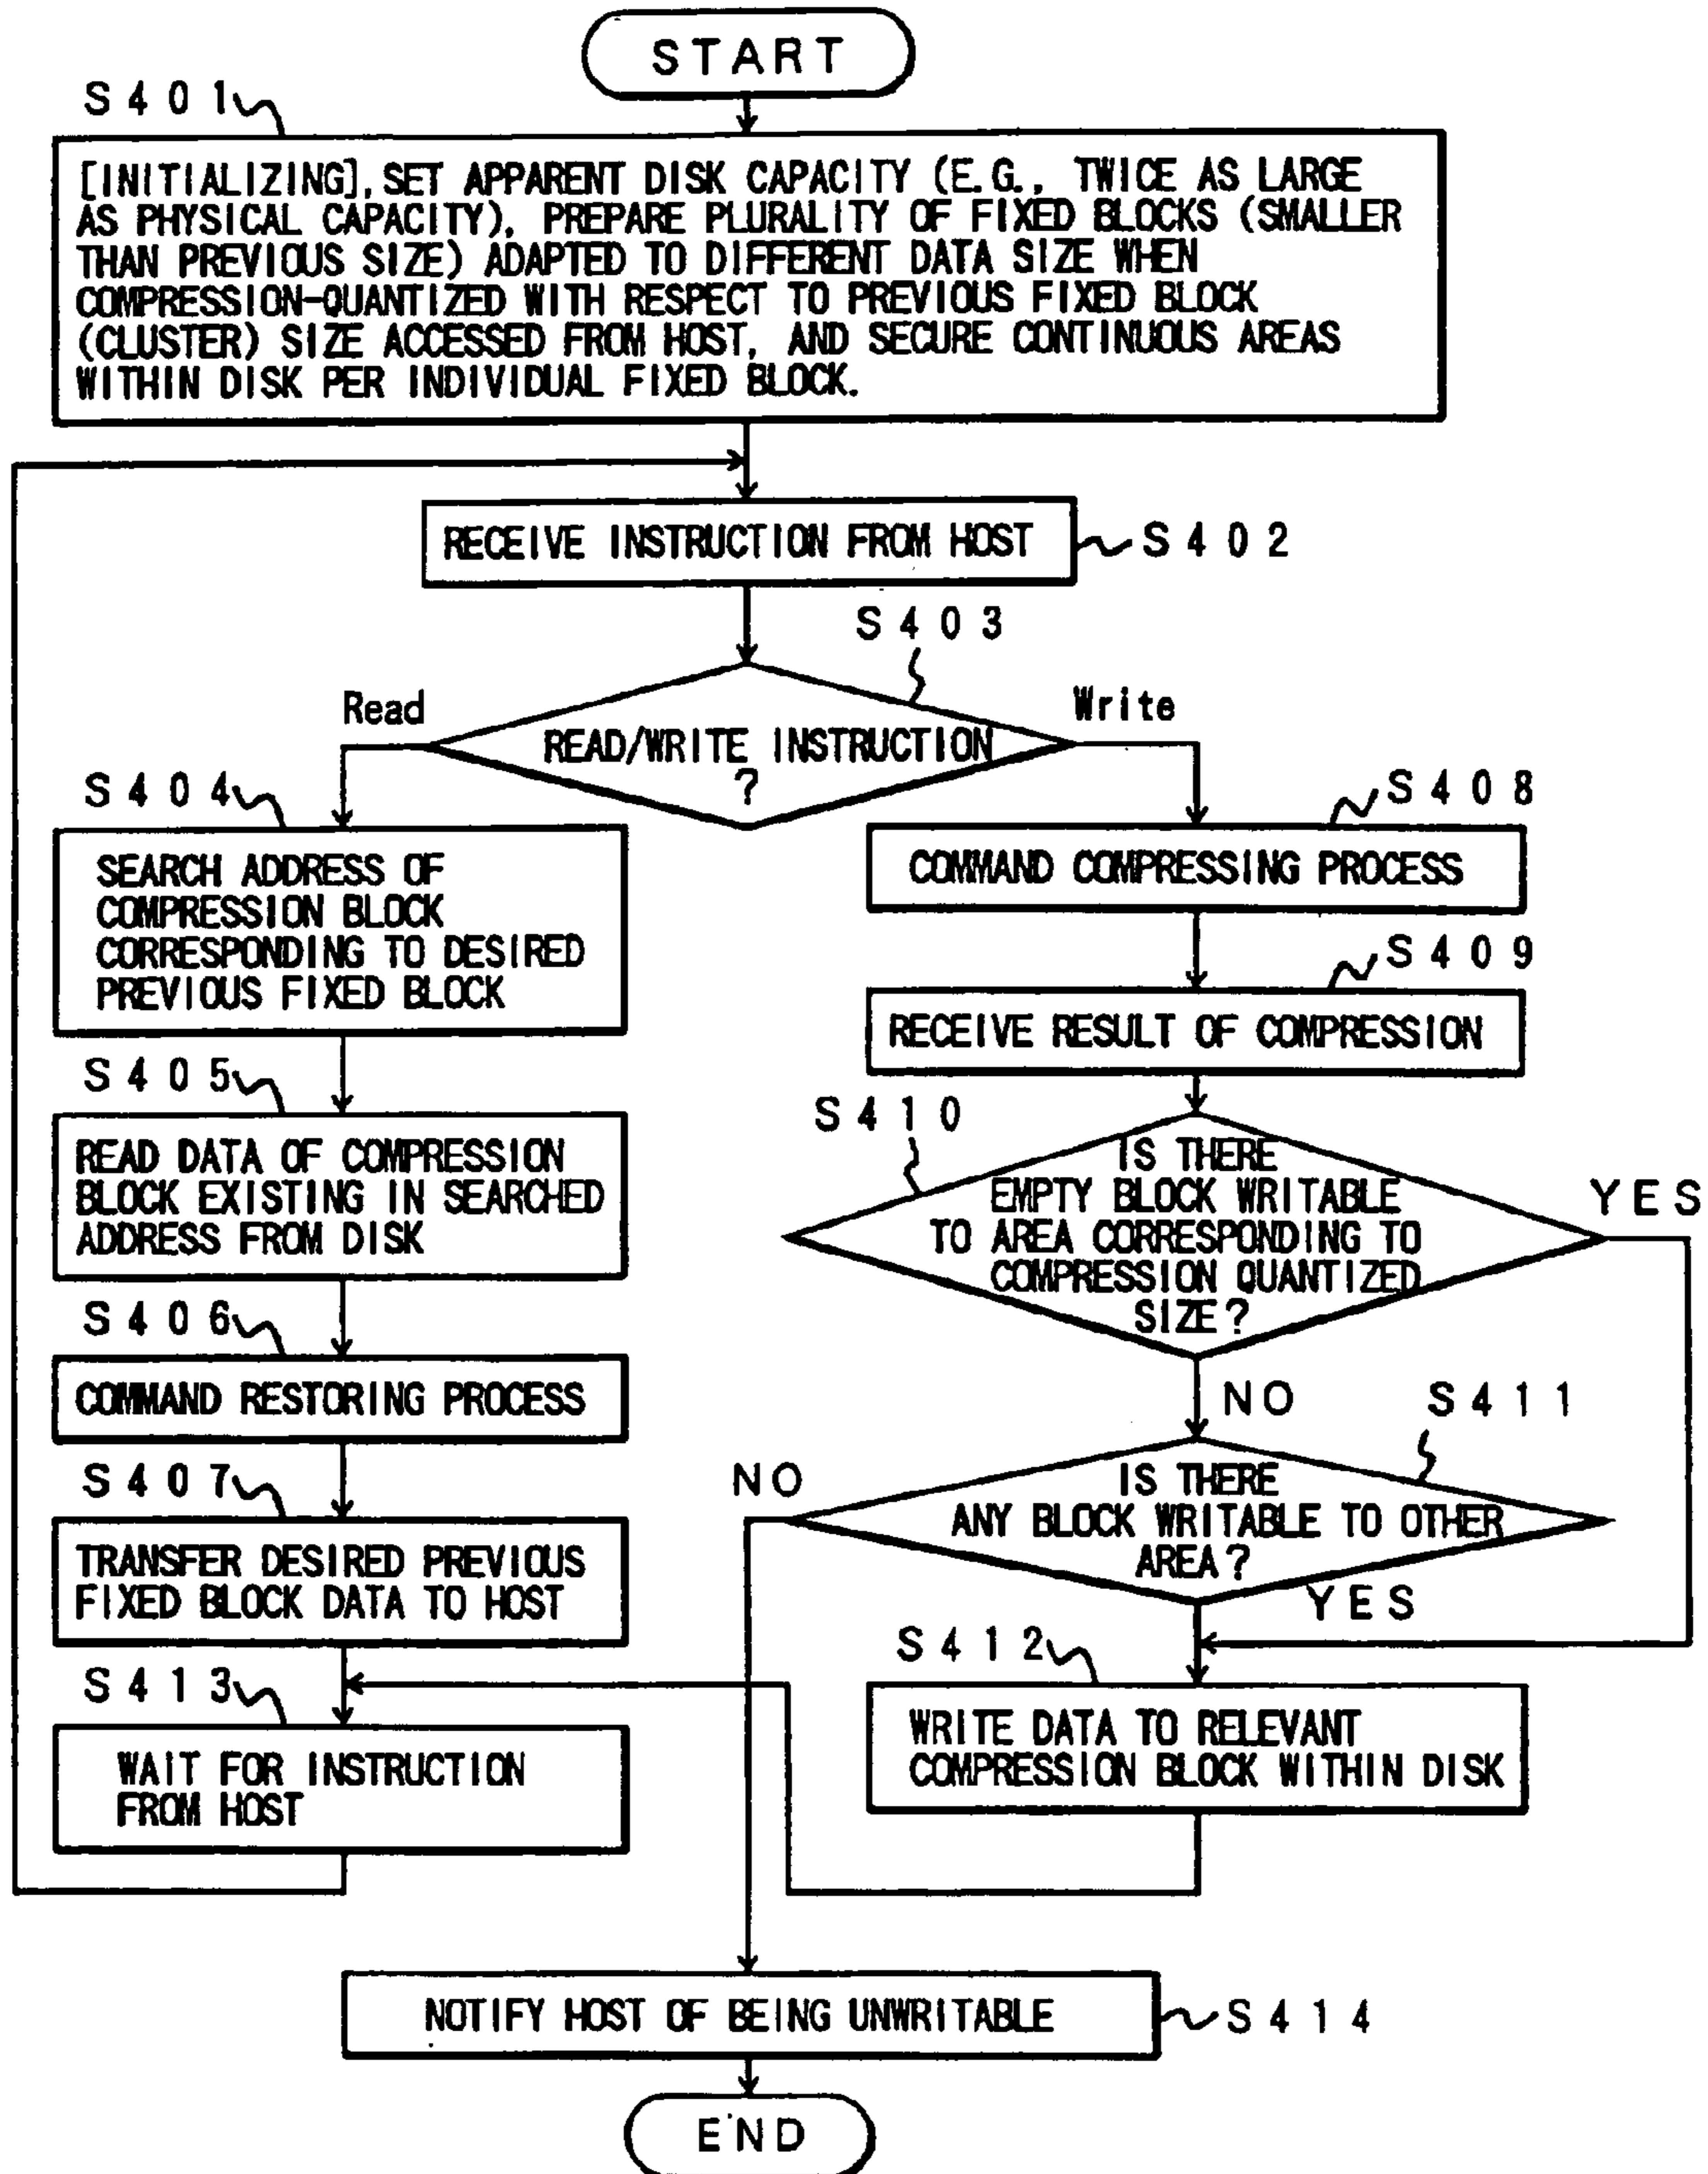 START
S401
[INITIALIZING], SET APPARENT DISK CAPACITY (E.G., TWICE AS LARGE
AS PHYSICAL CAPACITY), PREPARE PLURALITY OF FIXED BLOCKS (SMALLER
THAN PREVIOUS SIZE) ADAPTED TO DIFFERENT DATA SIZE WHEN
COMPRESSION-QUANTIZED WITH RESPECT TO PREVIOUS FIXED BLOCK
(CLUSTER) SIZE ACCESSED FROM HOST, AND SECURE CONTINUOUS AREAS
WITHIN DISK PER INDIVIDUAL FIXED BLOCK.
RECEIVE INSTRUCTION FROM HOST
S402
S403
Read
Write
READ/WRITE INSTRUCTION
?
S404
SEARCH ADDRESS OF
COMPRESSION BLOCK
CORRESPONDING TO DESIRED
PREVIOUS FIXED BLOCK
S405
READ DATA OF COMPRESSION
BLOCK EXISTING IN SEARCHED
ADDRESS FROM DISK
S406
COMMAND RESTORING PROCESS
S407
TRANSFER DESIRED PREVIOUS
FIXED BLOCK DATA TO HOST
S413
WAIT FOR INSTRUCTION
FROM HOST
S408
COMMAND COMPRESSING PROCESS
S409
RECEIVE RESULT OF COMPRESSION
S410
IS THERE
EMPTY BLOCK WRITABLE
TO AREA CORRESPONDING TO
COMPRESSION QUANTIZED
SIZE?
YES
NO
S411
IS THERE
ANY BLOCK WRITABLE TO OTHER
AREA?
NO
YES
S412
WRITE DATA TO RELEVANT
COMPRESSION BLOCK WITHIN DISK
NOTIFY HOST OF BEING UNWRITABLE
S414
END